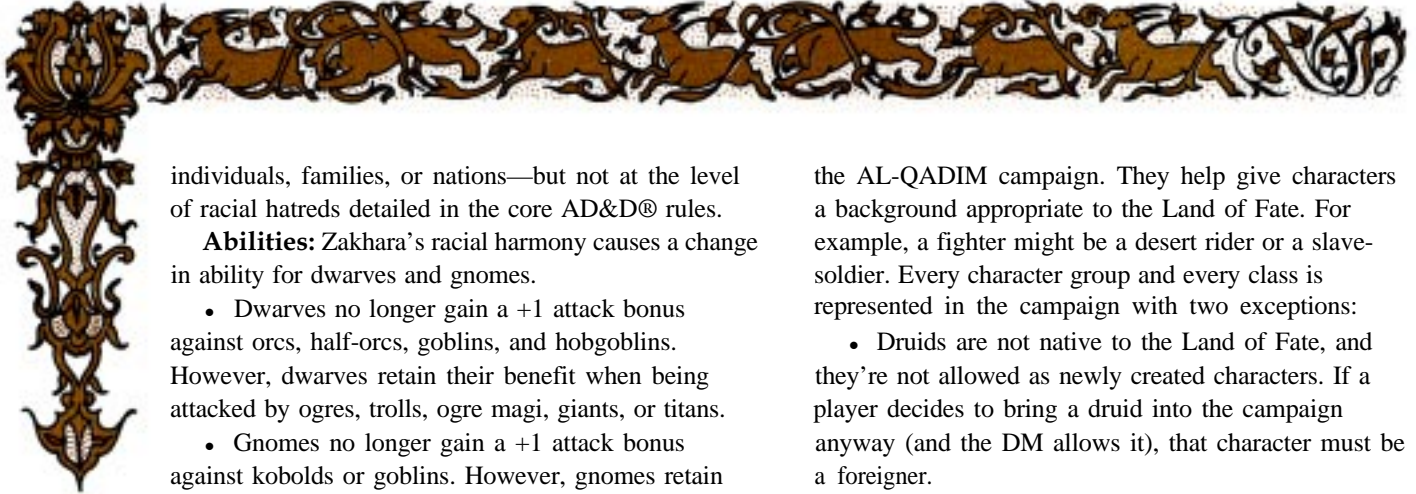 individuals, families, or nations—but not at the level
of racial hatreds detailed in the core AD&D® rules.
Abilities: Zakhara's racial harmony causes a change
in ability for dwarves and gnomes.
• Dwarves no longer gain a +1 attack bonus
against orcs, half-orcs, goblins, and hobgoblins.
However, dwarves retain their benefit when being
attacked by ogres, trolls, ogre magi, giants, or titans.
• Gnomes no longer gain a +1 attack bonus
against kobolds or goblins. However, gnomes retain
the AL-QADIM campaign. They help give characters
a background appropriate to the Land of Fate. For
example, a fighter might be a desert rider or a slave-
soldier. Every character group and every class is
represented in the campaign with two exceptions:
• Druids are not native to the Land of Fate, and
they're not allowed as newly created characters. If a
player decides to bring a druid into the campaign
anyway (and the DM allows it), that character must be
a foreigner.